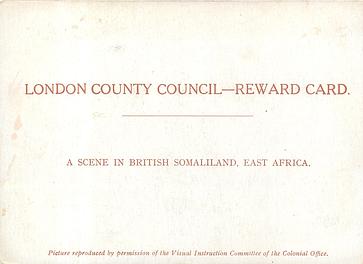 LONDON COUNTY COUNCIL—REWARD CARD.
A SCENE IN BRITISH SOMALILAND, EAST AFRICA.
Picture reproduced by permission of the Visual Instruction Committee of the Colonial Office.